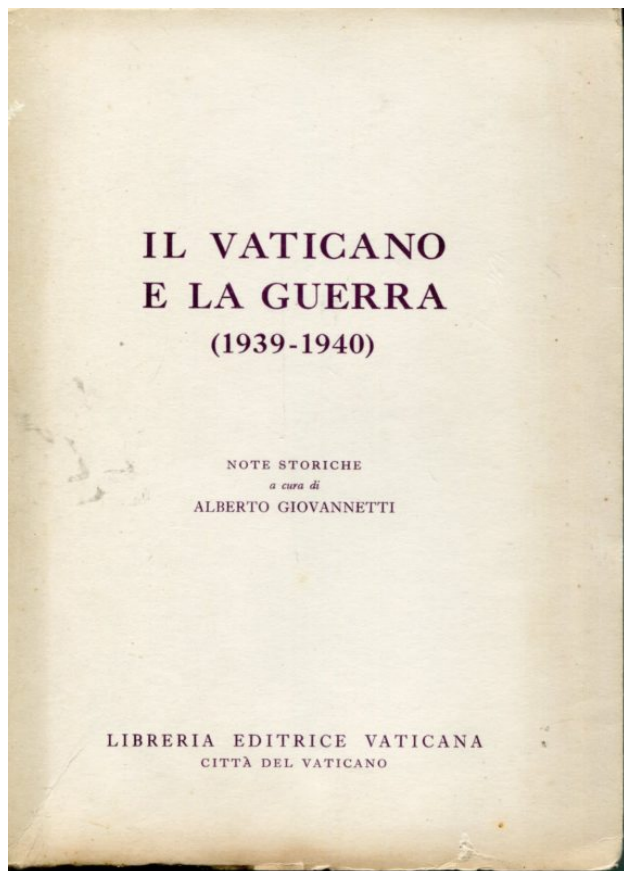 IL VATICANO
E LA GUERRA
(1939-1940)
NOTE STORICHE
a cura di
ALBERTO GIOVANNETTI
LIBRERIA EDITRICE VATICANA
CITTÀ DEL VATICANO